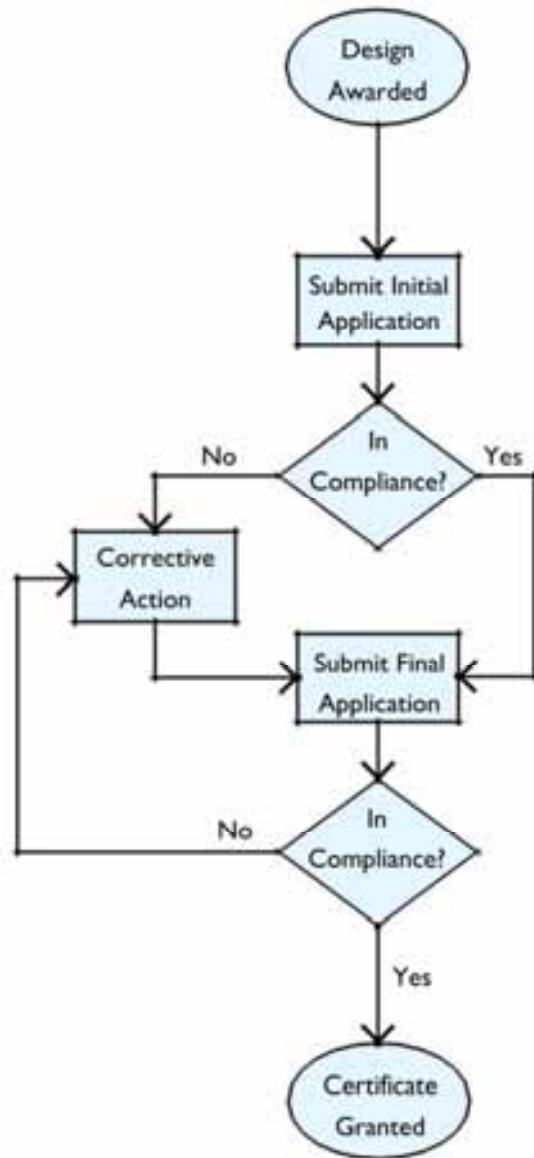 Design
Awarded
Submit Initial
Application
In
Compliance?
No
Yes
Corrective
Action
Submit Final
Application
In
Compliance?
No
Yes
Certificate
Granted